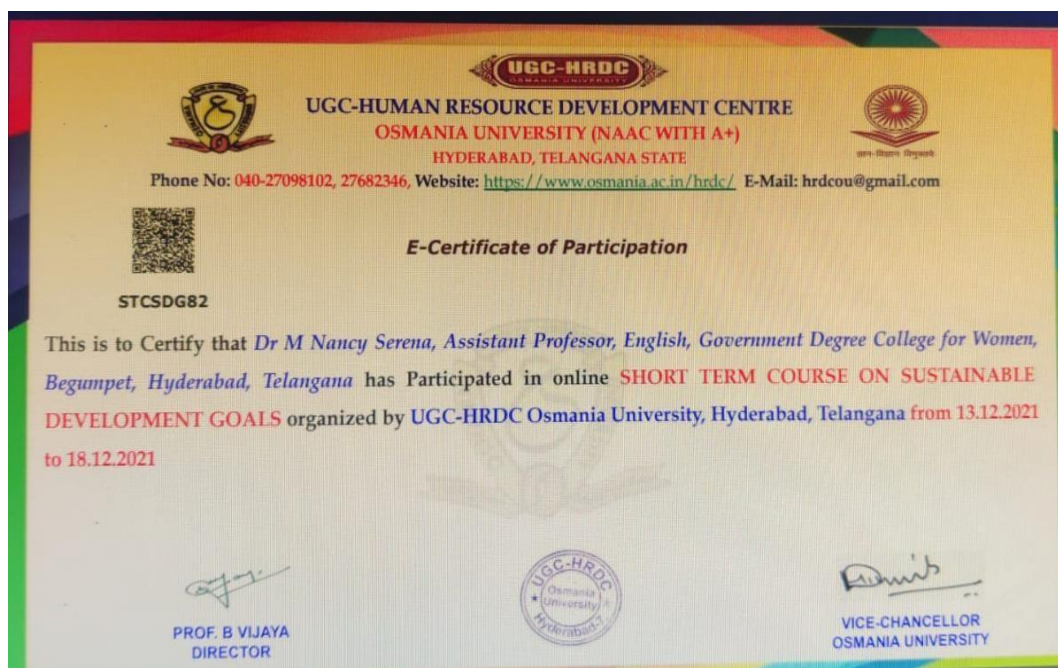 UGC-HRDC
OSMANIA UNIVERSITY
UGC-HUMAN RESOURCE DEVELOPMENT CENTRE
OSMANIA UNIVERSITY (NAAC WITH A+)
HYDERABAD, TELANGANA STATE
ज्ञान-विज्ञान विमुक्तये
Phone No: 040-27098102, 27682346, Website: https://www.osmania.ac.in/hrdc/ E-Mail: hrdcou@gmail.com
E-Certificate of Participation
STCSDG82
This is to Certify that Dr M Nancy Serena, Assistant Professor, English, Government Degree College for Women,
Begumpet, Hyderabad, Telangana has Participated in online SHORT TERM COURSE ON SUSTAINABLE
DEVELOPMENT GOALS organized by UGC-HRDC Osmania University, Hyderabad, Telangana from 13.12.2021
to 18.12.2021
UGC-HRDC
Osmania
University
Hyderabad-7.
PROF. B VIJAYA
DIRECTOR
VICE-CHANCELLOR
OSMANIA UNIVERSITY